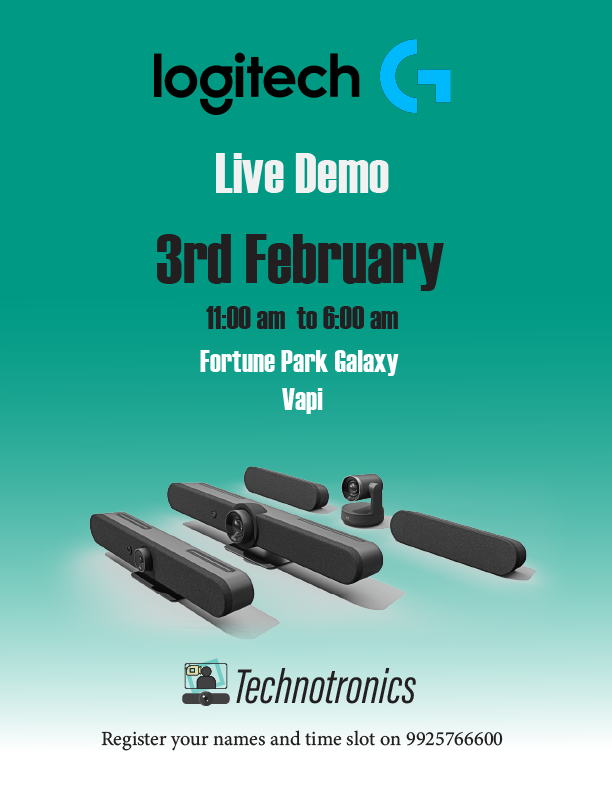 logitech G
Live Demo
3rd February
11:00 am to 6:00 am
Fortune Park Galaxy
Vapi
Technotronics
Register your names and time slot on 9925766600